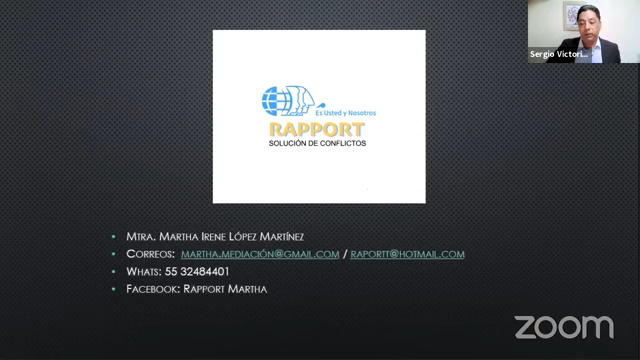 Sergio Victori...
Es Usted y Nosotros
RAPPORT
SOLUCIÓN DE CONFLICTOS
• MTRA. MARTHA IRENE LÓPEZ MARTÍNEZ
• CORREOS: MARTHA.MEDIACIÓN@GMAIL.COM / RAPORTT@HOTMAIL.COM
• WHATS: 55 32484401
• FACEBOOK: RAPPORT MARTHA
zoom